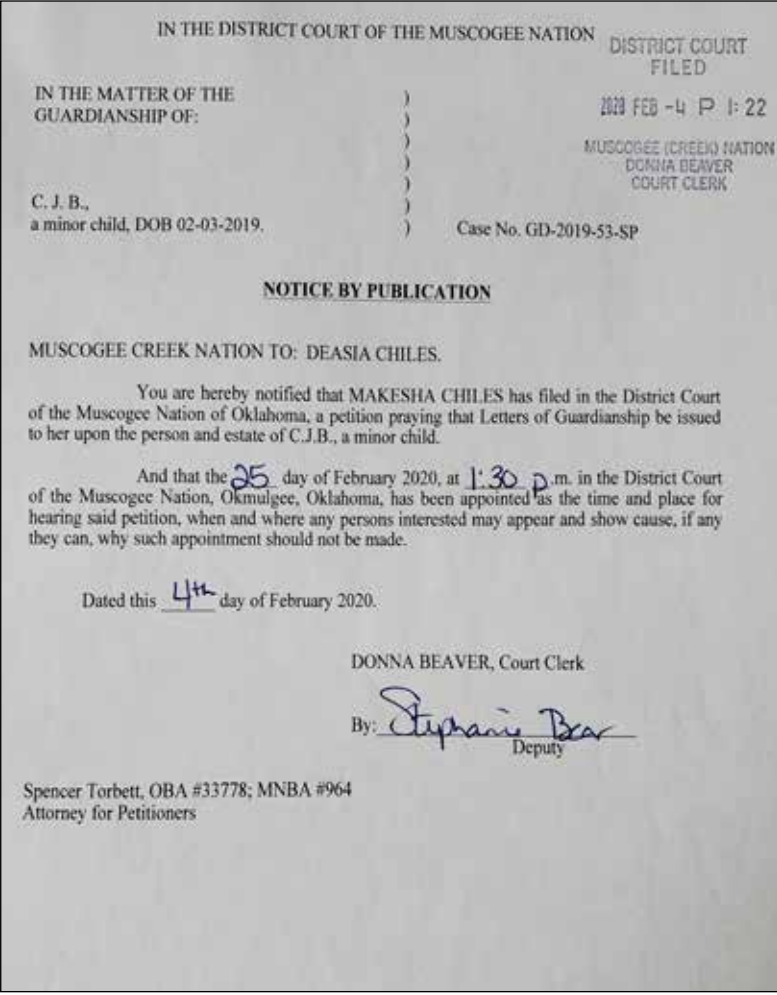 IN THE DISTRICT COURT OF THE MUSCOGEE NATION
DISTRICT COURT
FILED
2020 FEB -4 P 1:22
MUSCOGEE (CREEK) NATION
DONNA BEAVER
COURT CLERK
IN THE MATTER OF THE )
GUARDIANSHIP OF: )
)
)
)
)
C. J. B., )
a minor child, DOB 02-03-2019. ) Case No. GD-2019-53-SP
NOTICE BY PUBLICATION
MUSCOGEE CREEK NATION TO: DEASIA CHILES.
You are hereby notified that MAKESHA CHILES has filed in the District Court
of the Muscogee Nation of Oklahoma, a petition praying that Letters of Guardianship be issued
to her upon the person and estate of C.J.B., a minor child.
And that the 25 day of February 2020, at 1:30 p.m. in the District Court
of the Muscogee Nation, Okmulgee, Oklahoma, has been appointed as the time and place for
hearing said petition, when and where any persons interested may appear and show cause, if any
they can, why such appointment should not be made.
Dated this 4th day of February 2020.
DONNA BEAVER, Court Clerk
By: Stephanie Bear
Deputy
Spencer Torbett, OBA #33778; MNBA #964
Attorney for Petitioners